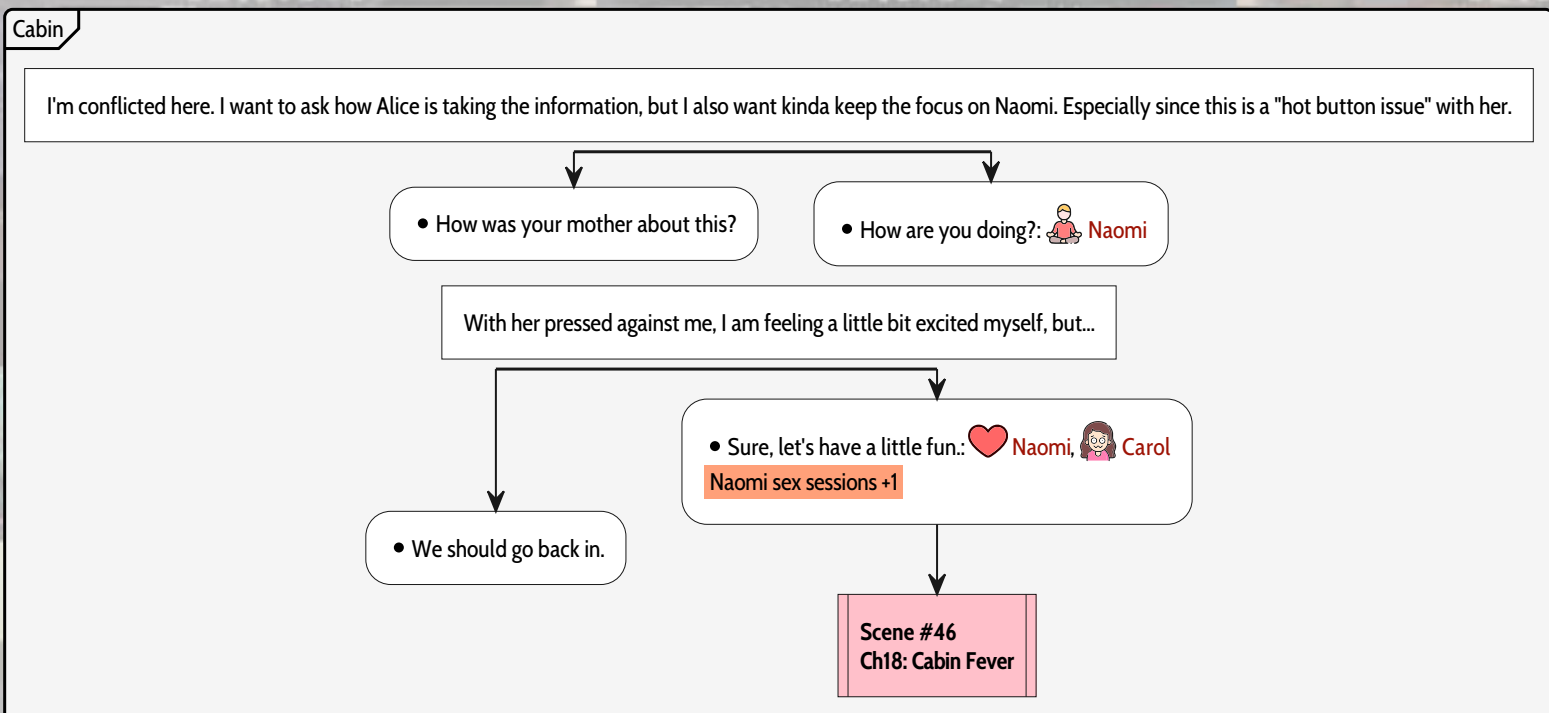 Cabin
I'm conflicted here. I want to ask how Alice is taking the information, but I also want kinda keep the focus on Naomi. Especially since this is a "hot button issue" with her.
• How was your mother about this?
• How are you doing?: Naomi
With her pressed against me, I am feeling a little bit excited myself, but...
• Sure, let's have a little fun.: Naomi, Carol
Naomi sex sessions +1
• We should go back in.
Scene #46
Ch18: Cabin Fever